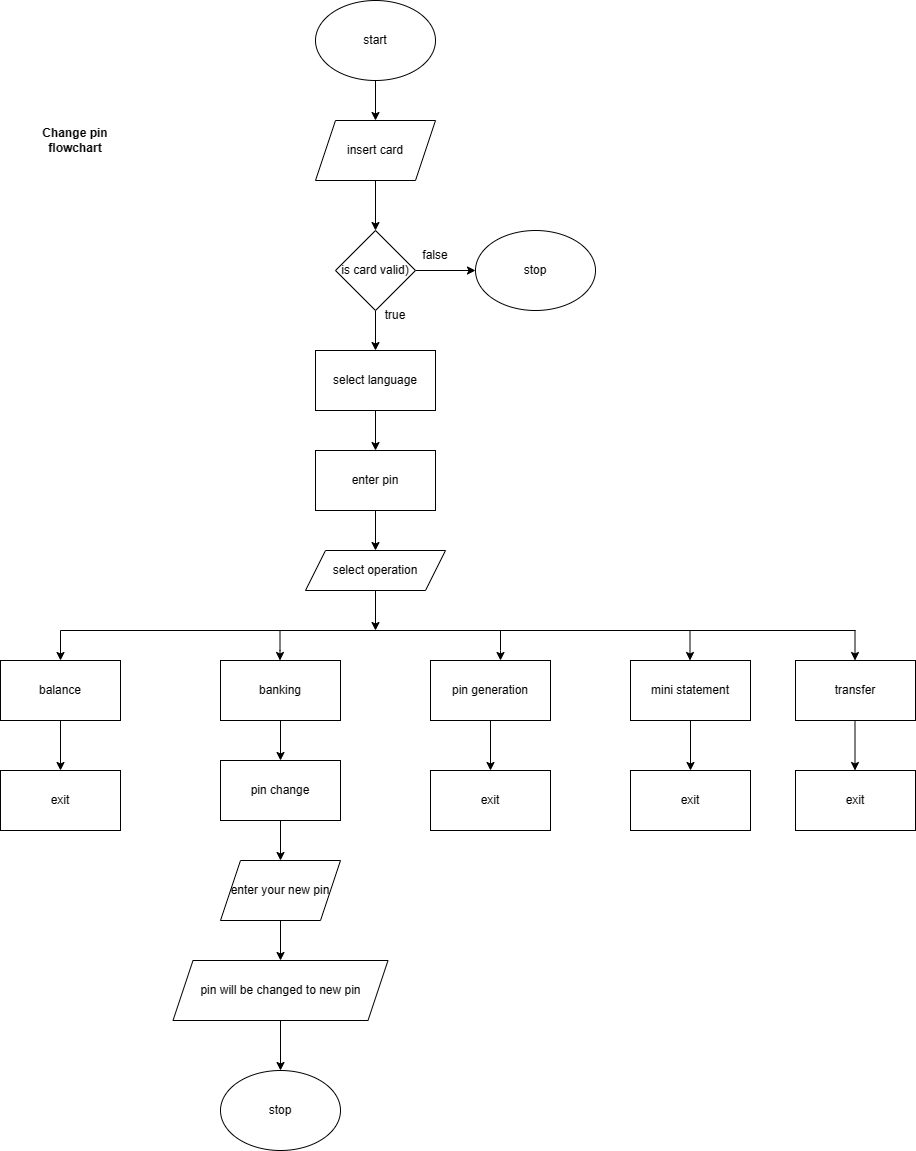 start
Change pin
flowchart
insert card
is card valid)
false
stop
true
select language
enter pin
select operation
balance
banking
pin generation
mini statement
transfer
exit
pin change
exit
exit
exit
enter your new pin
pin will be changed to new pin
stop